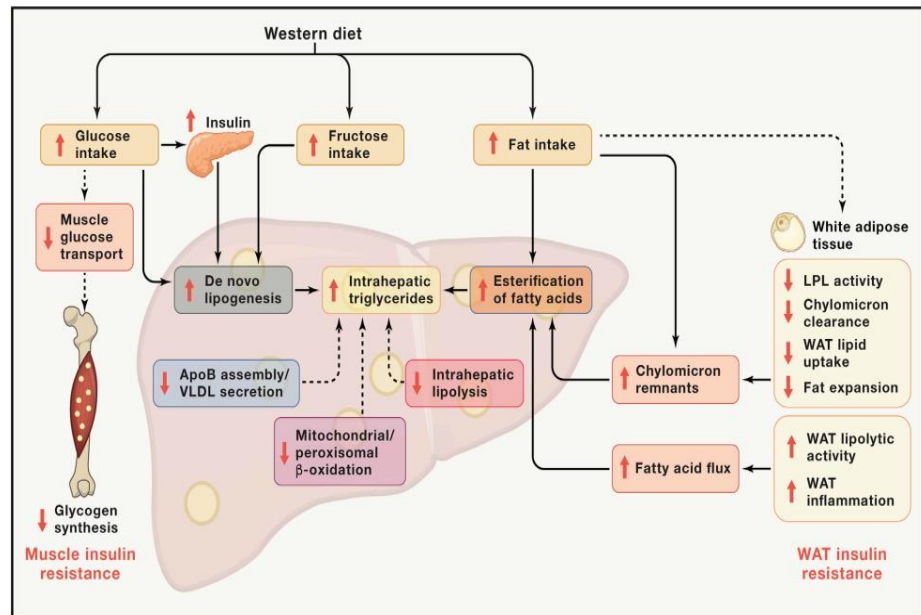 Western diet
Glucose
intake
Insulin
Fructose
intake
Fat intake
Muscle
glucose
transport
White adipose
tissue
De novo
lipogenesis
Intrahepatic
triglycerides
Esterification
of fatty acids
LPL activity
Chylomicron
clearance
WAT lipid
uptake
Fat expansion
ApoB assembly/
VLDL secretion
Intrahepatic
lipolysis
Chylomicron
remnants
Mitochondrial/
peroxisomal
β-oxidation
Fatty acid flux
WAT lipolytic
activity
WAT
inflammation
Glycogen
synthesis
Muscle insulin
resistance
WAT insulin
resistance